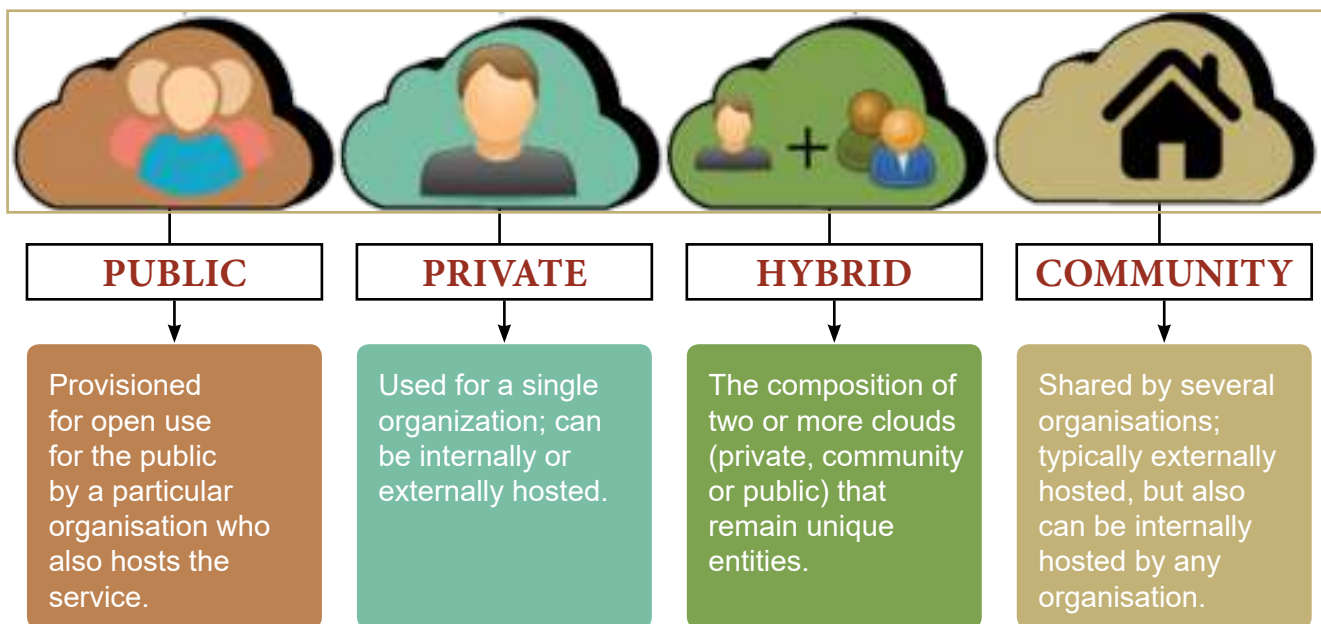 PUBLIC
PRIVATE
HYBRID
COMMUNITY
Provisioned
for open use
for the public
by a particular
organisation who
also hosts the
service.
Used for a single
organization; can
be internally or
externally hosted.
The composition of
two or more clouds
(private, community
or public) that
remain unique
entities.
Shared by several
organisations;
typically externally
hosted, but also
can be internally
hosted by any
organisation.